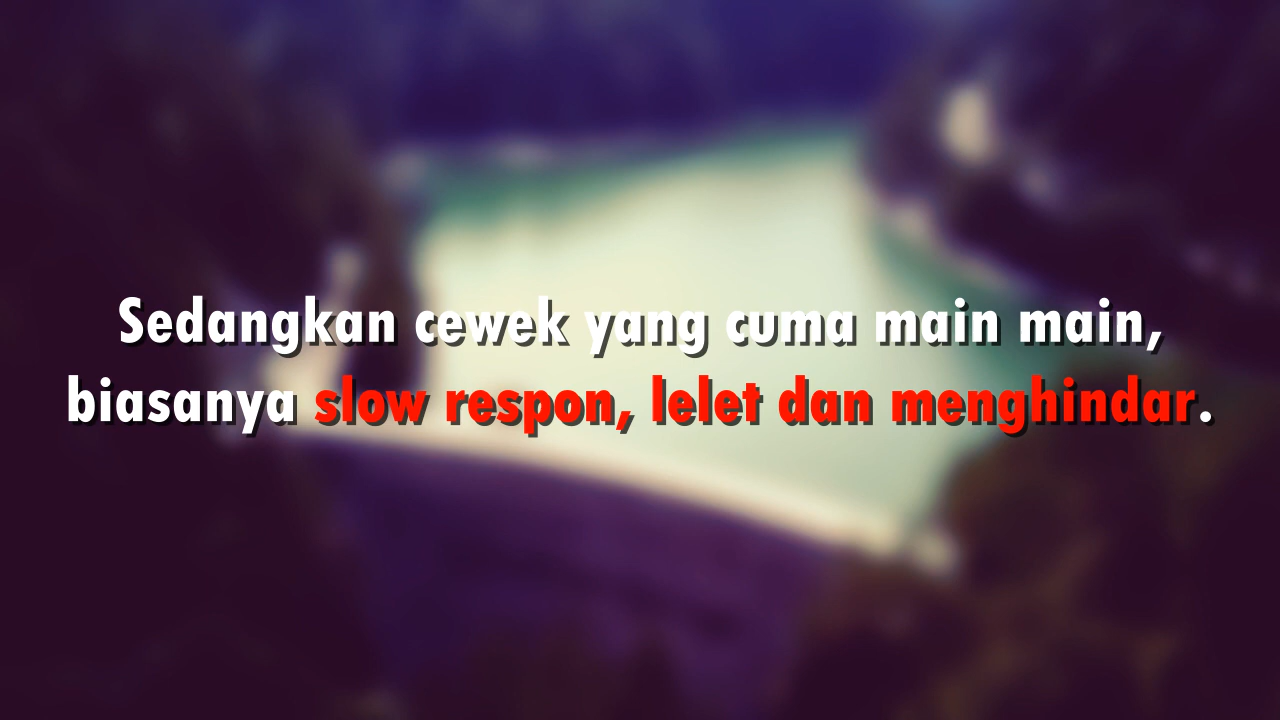 Sedangkan cewek yang cuma main main,
biasanya slow respon, lelet dan menghindar.